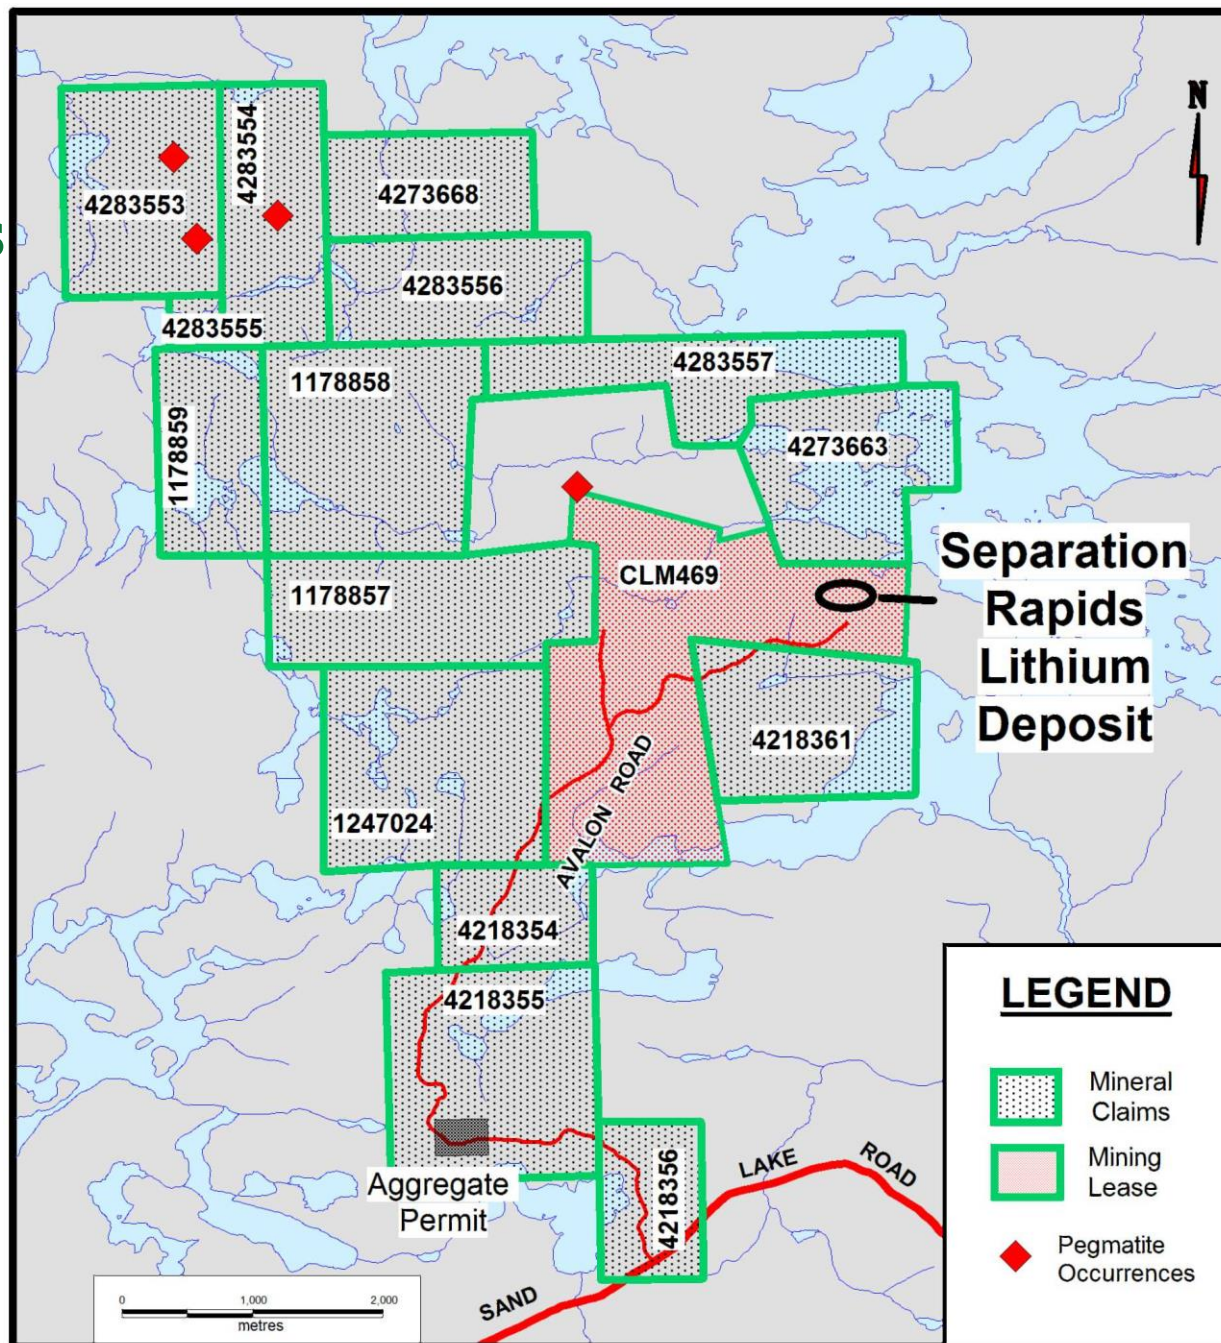 N
4283554
4283553
4273668
4283556
4283555
4283557
1178858
1178859
4273663
CLM469
Separation
Rapids
Lithium
Deposit
1178857
4218361
AVALON ROAD
1247024
4218354
4218355
Aggregate
Permit
4218356
SAND LAKE ROAD
LEGEND
Mineral
Claims
Mining
Lease
Pegmatite
Occurrences
0 1,000 2,000
metres